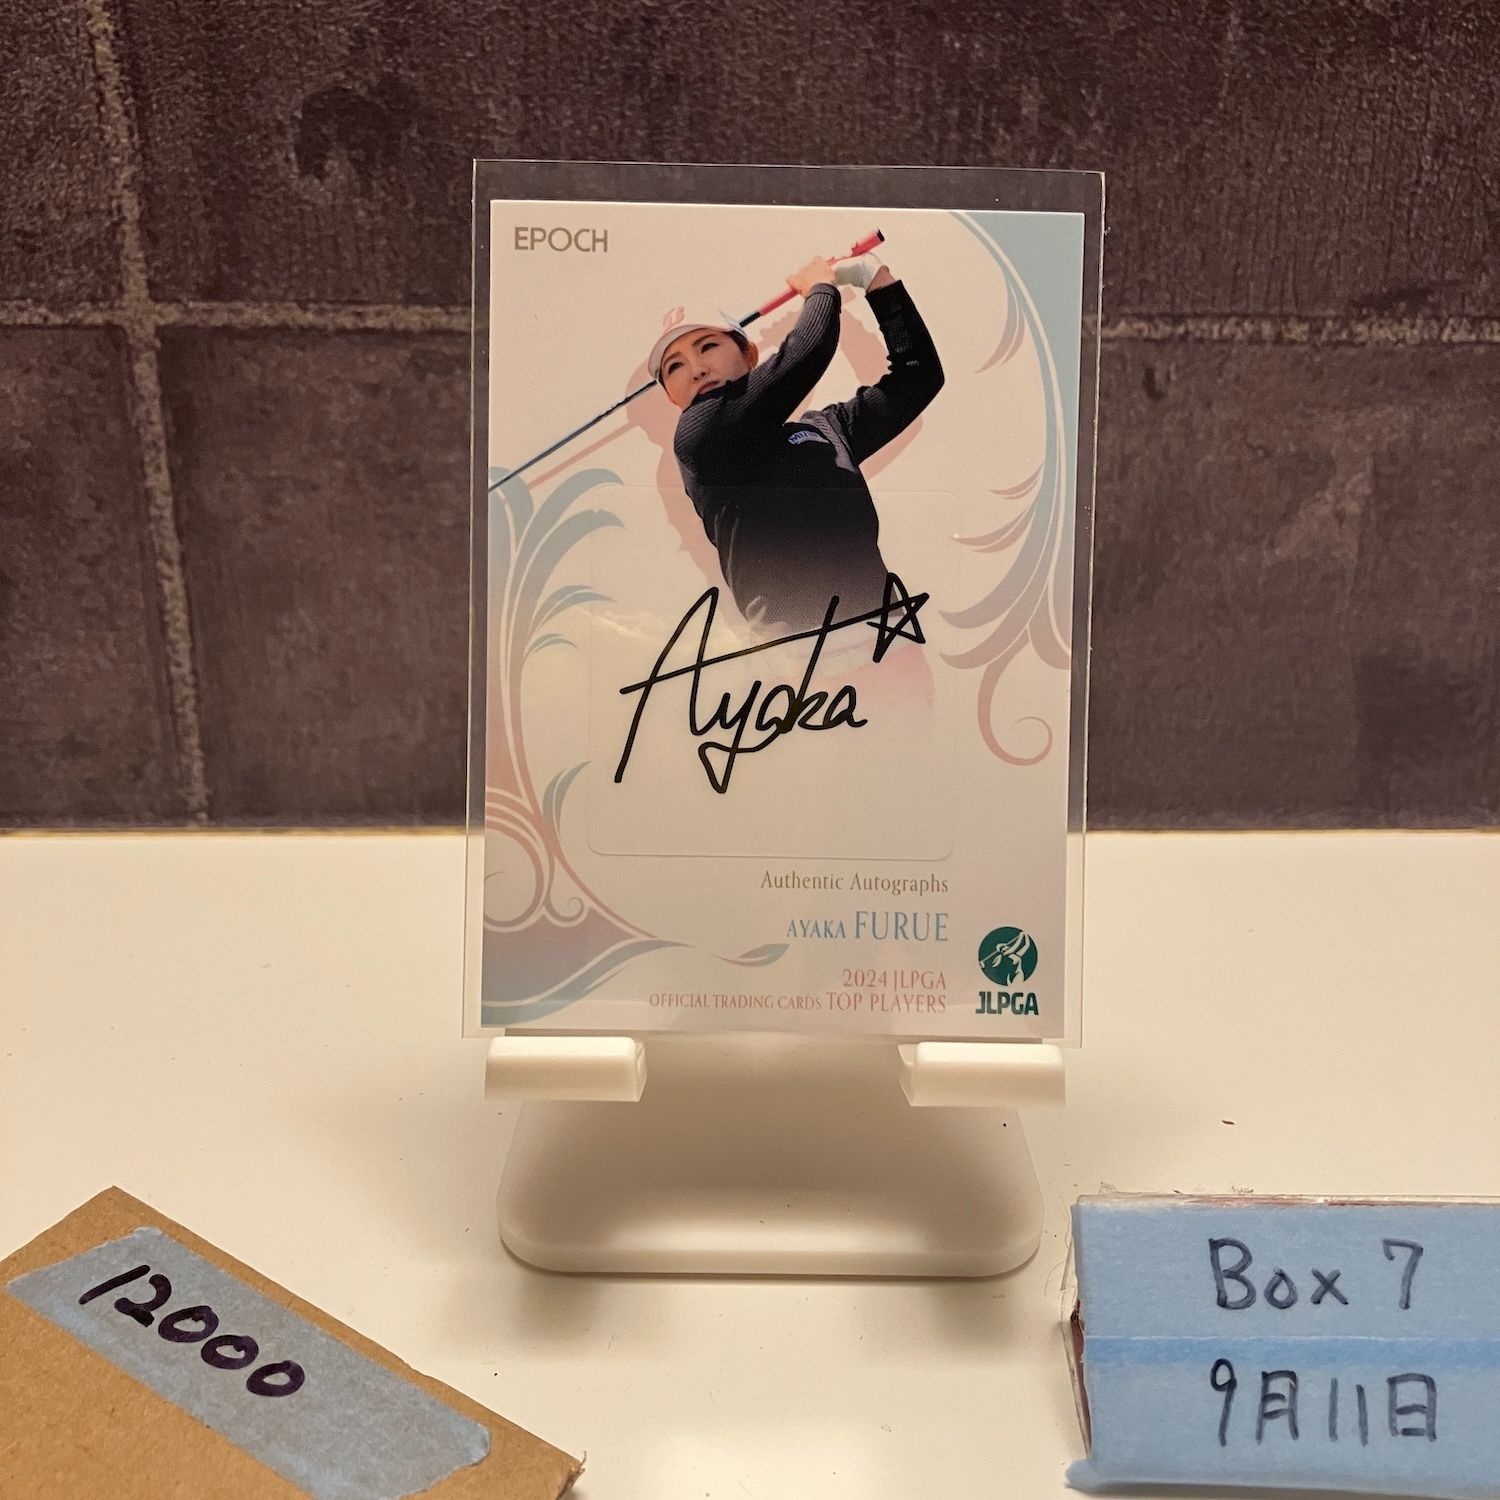 EPOCH
Ayaka
Authentic Autographs
AYAKA FURUE
2024 JLPGA
OFFICIAL TRADING CARDS TOP PLAYERS
JLPGA
12000
Box 7
9月11日